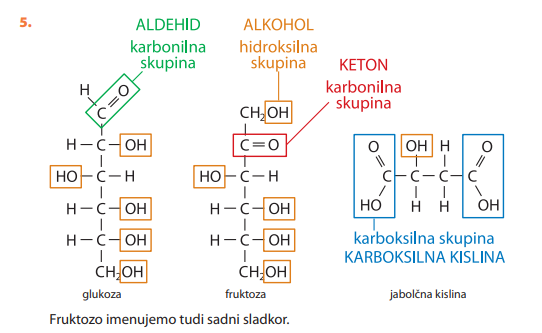 5.
ALDEHID
karbonilna
skupina
ALKOHOL
hidroksilna
skupina
KETON
karbonilna
skupina
H O
C
H–C–OH
HO–C–H
H–C–OH
H–C–OH
CH₂OH
glukoza
CH₂OH
C=O
HO–C–H
H–C–OH
H–C–OH
CH₂OH
fruktoza
O OH H O
C–C–C–C
HO H H OH
karboksilna skupina
KARBOKSILNA KISLINA
jabolčna kislina
Fruktozo imenujemo tudi sadni sladkor.